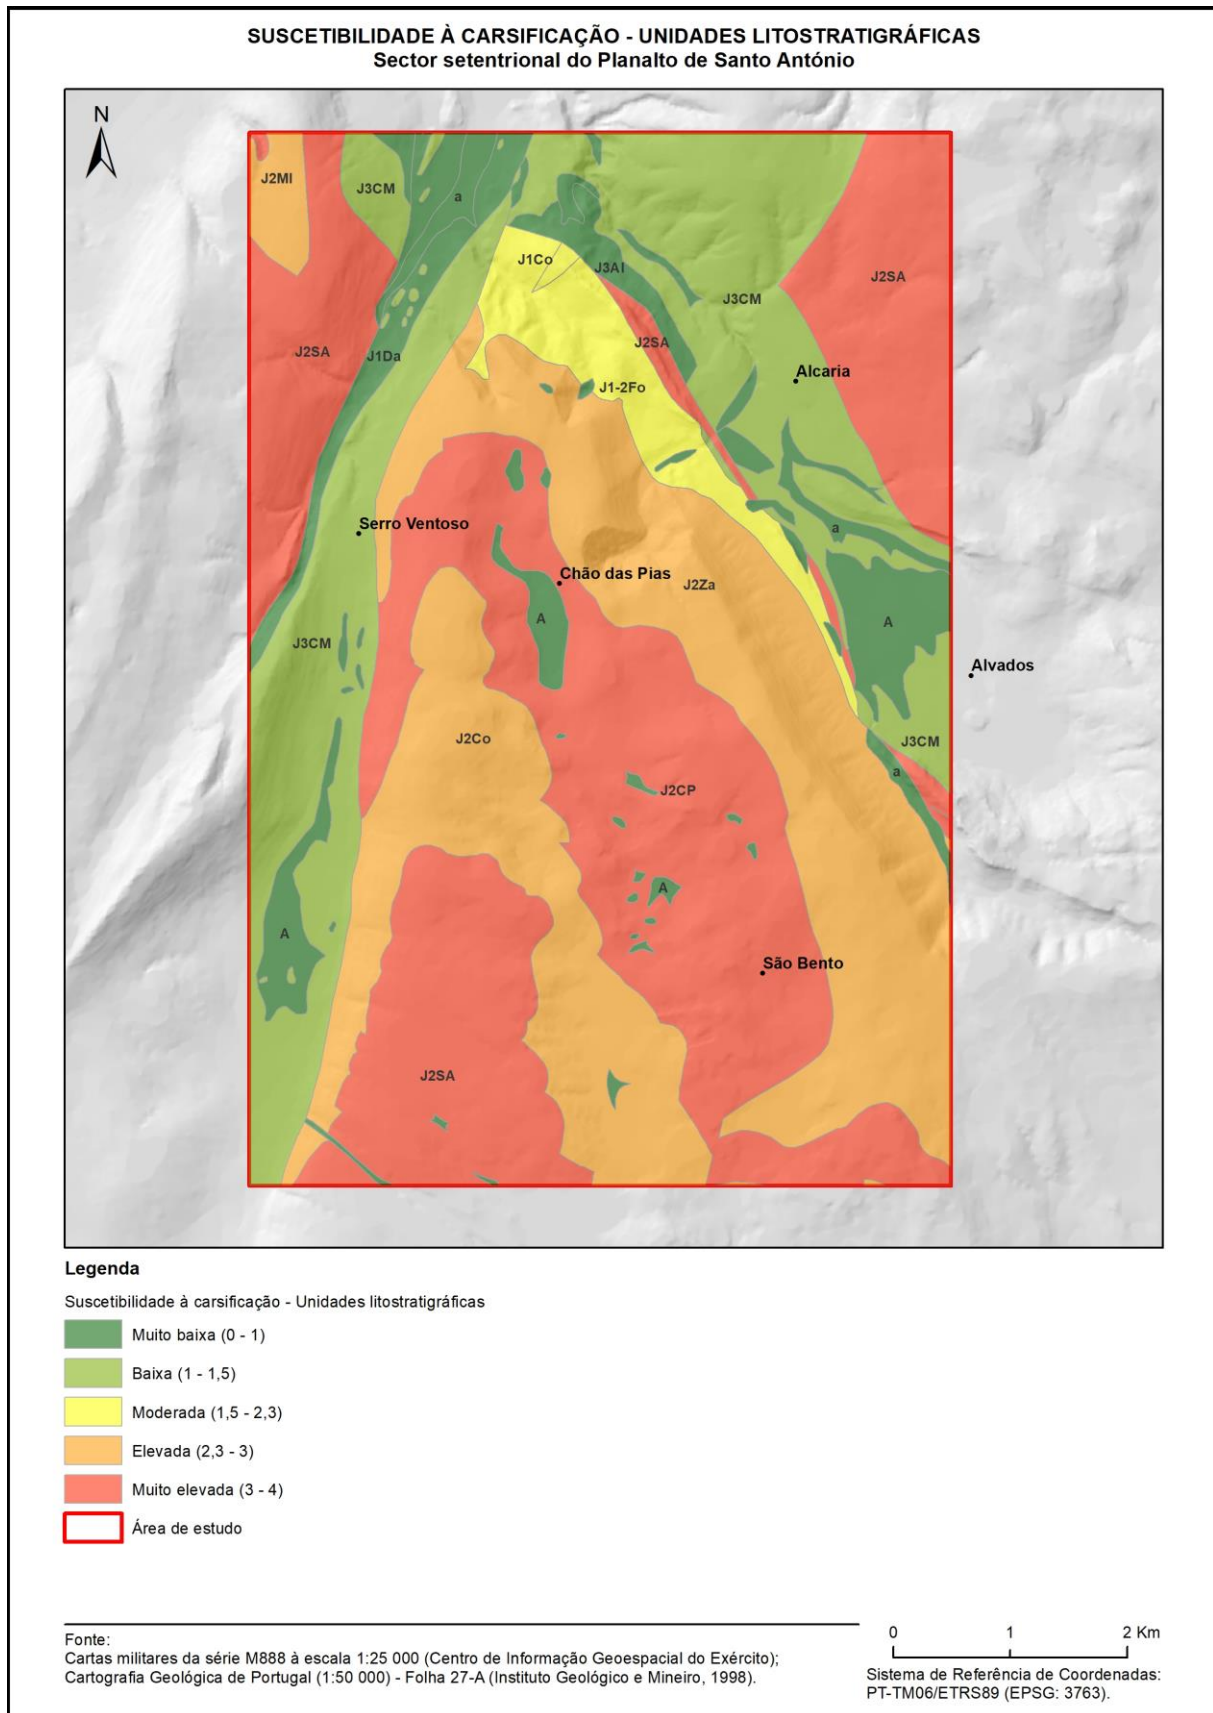 SUSCETIBILIDADE À CARSIFICAÇÃO - UNIDADES LITOSTRATIGRÁFICAS
Sector setentrional do Planalto de Santo António
N
J2MI
J3CM
a
J1Co
J3AI
J2SA
J3CM
J2SA
J1Da
J2SA
Alcaria
J1-2Fo
Serro Ventoso
a
Chão das Pias
J2Za
A
A
J3CM
Alvados
J2Co
J3CM
a
J2CP
A
A
São Bento
J2SA
Legenda
Suscetibilidade à carsificação - Unidades litostratigráficas
Muito baixa (0 - 1)
Baixa (1 - 1,5)
Moderada (1,5 - 2,3)
Elevada (2,3 - 3)
Muito elevada (3 - 4)
Área de estudo
Fonte:
Cartas militares da série M888 à escala 1:25 000 (Centro de Informação Geoespacial do Exército);
Cartografia Geológica de Portugal (1:50 000) - Folha 27-A (Instituto Geológico e Mineiro, 1998).
0 1 2 Km
Sistema de Referência de Coordenadas:
PT-TM06/ETRS89 (EPSG: 3763).